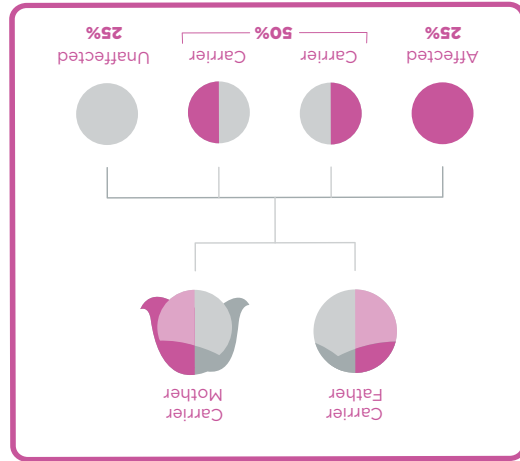 Carrier
Father
Carrier
Mother
Affected
25%
Carrier
Carrier
50%
Unaffected
25%